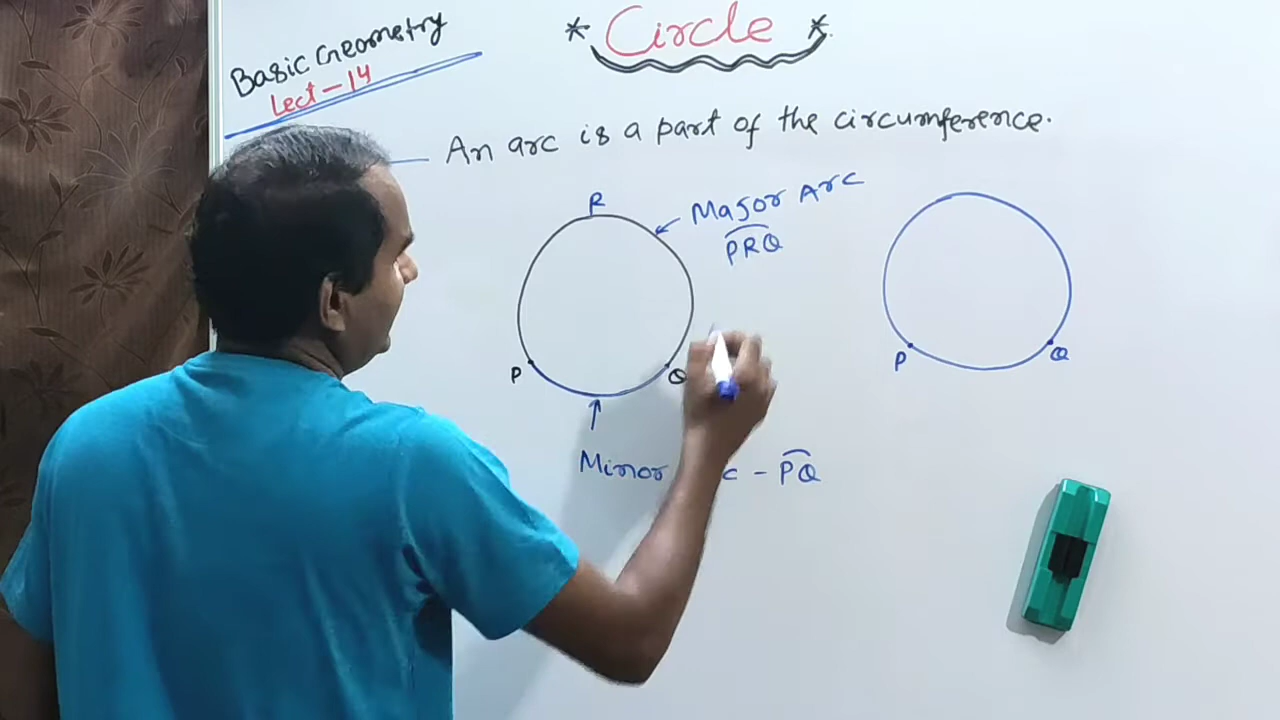 Basic Geometry
Lect-14
* Circle *
An arc is a part of the circumference.
R
Major Arc
PRQ
P
Q
P
Q
Minor - PQ